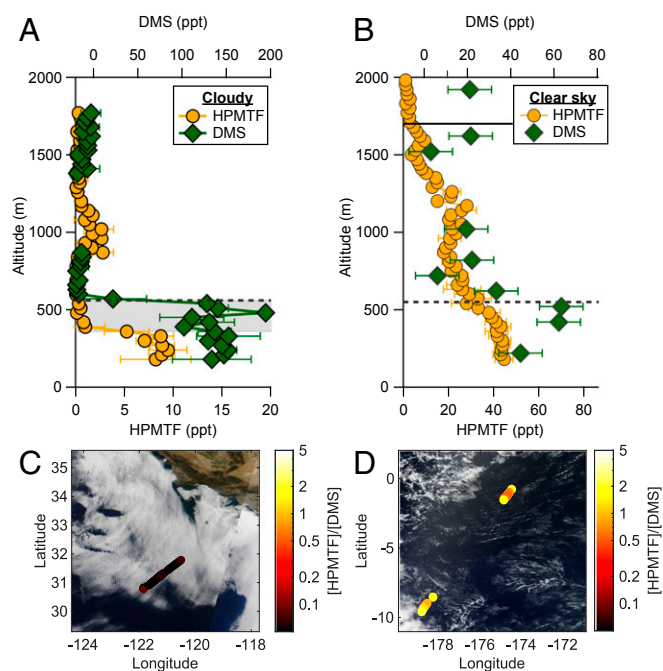 A
DMS (ppt)
0 50 100 150 200
2000
1500
1000
500
0
Altitude (m)
Cloudy
HPMTF
DMS
0 5 10 15 20
HPMTF (ppt)
B
DMS (ppt)
0 20 40 60 80
2000
1500
1000
500
0
Altitude (m)
Clear sky
HPMTF
DMS
0 20 40 60 80
HPMTF (ppt)
C
35
34
33
32
31
30
Latitude
-124 -122 -120 -118
Longitude
5
2
1
0.5
0.2
0.1
[HPMTF]/[DMS]
D
0
-5
-10
Latitude
-178 -176 -174 -172
Longitude
5
2
1
0.5
0.2
0.1
[HPMTF]/[DMS]